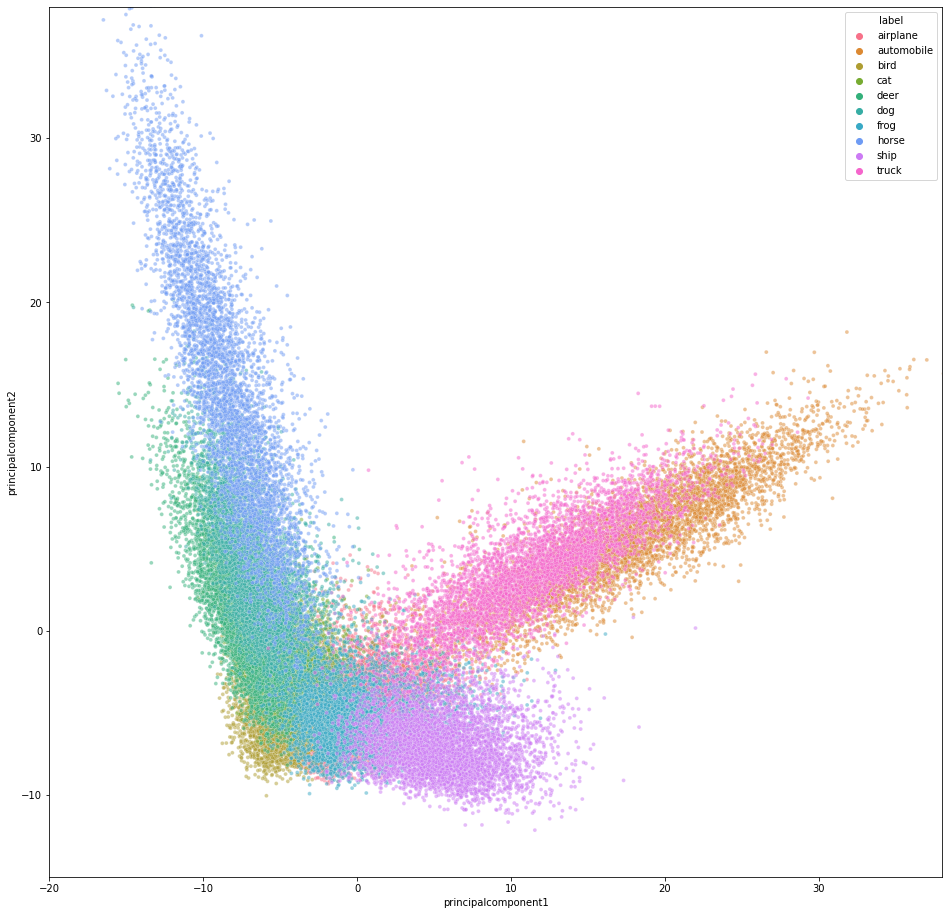 label
airplane
automobile
bird
cat
deer
dog
frog
horse
ship
truck
30
20
10
0
−10
principalcomponent2
−20
−10
0
10
20
30
principalcomponent1